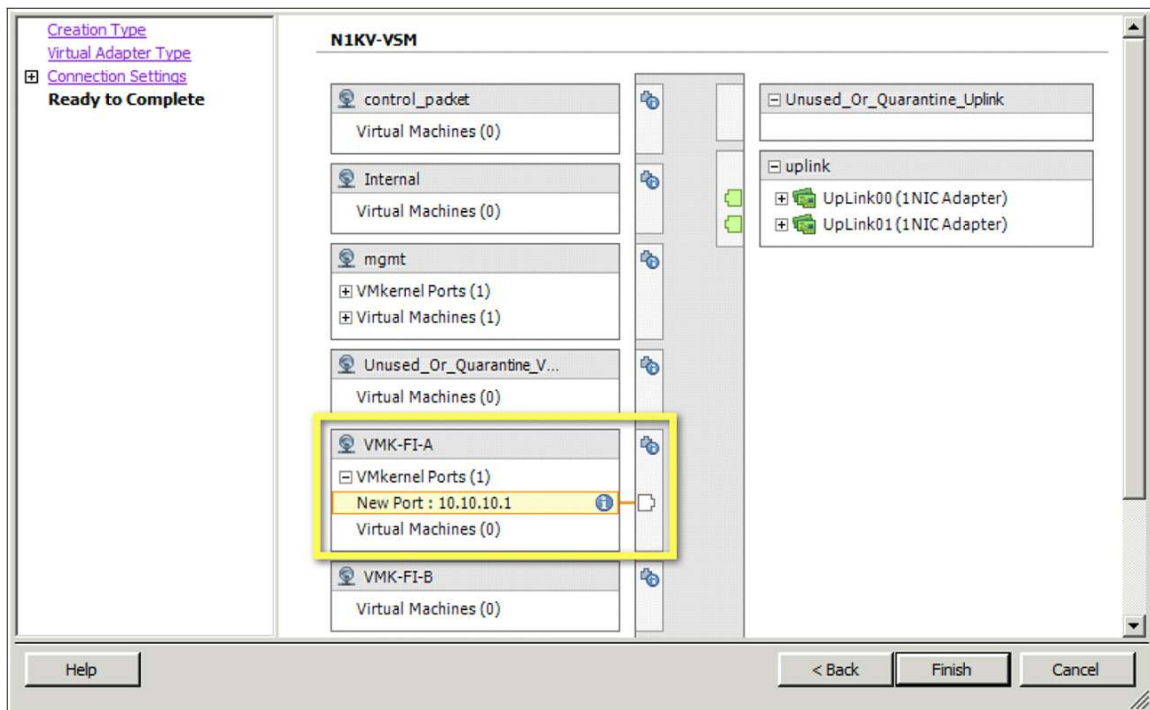 Creation Type
Virtual Adapter Type
Connection Settings
Ready to Complete
N1KV-VSM
control_packet
Virtual Machines (0)
Internal
Virtual Machines (0)
mgmt
VMkernel Ports (1)
Virtual Machines (1)
Unused_Or_Quarantine_V...
Virtual Machines (0)
VMK-FI-A
VMkernel Ports (1)
New Port : 10.10.10.1
Virtual Machines (0)
VMK-FI-B
Virtual Machines (0)
Unused_Or_Quarantine_Uplink
uplink
UpLink00 (1NIC Adapter)
UpLink01 (1NIC Adapter)
Help
< Back
Finish
Cancel